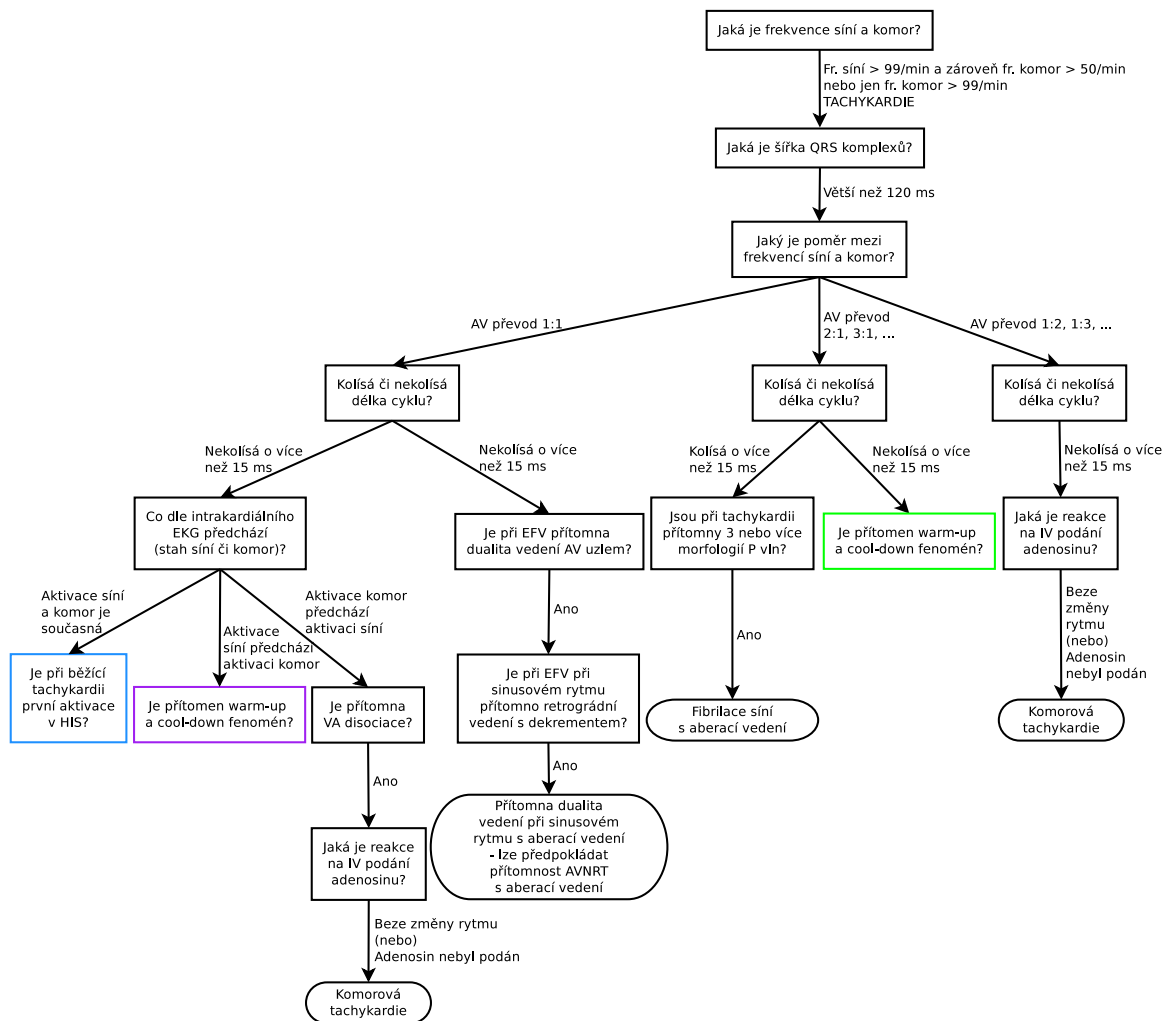 Jaká je frekvence síní a komor?
Fr. síní > 99/min a zároveň fr. komor > 50/min
nebo jen fr. komor > 99/min
TACHYKARDIE
Jaká je šířka QRS komplexů?
Větší než 120 ms
Jaký je poměr mezi
frekvencí síní a komor?
AV převod 1:1
AV převod
2:1, 3:1, ...
AV převod 1:2, 1:3, ...
Kolísá či nekolísá
délka cyklu?
Kolísá či nekolísá
délka cyklu?
Kolísá či nekolísá
délka cyklu?
Nekolísá o více
než 15 ms
Nekolísá o více
než 15 ms
Kolísá o více
než 15 ms
Nekolísá o více
než 15 ms
Nekolísá o více
než 15 ms
Co dle intrakardiálního
EKG předchází
(stah síní či komor)?
Je při EFV přítomna
dualita vedení AV uzlem?
Jsou při tachykardii
přítomny 3 nebo více
morfologií P vln?
Je přítomen warm-up
a cool-down fenomén?
Jaká je reakce
na IV podání
adenosinu?
Aktivace síní
a komor je
současná
Aktivace
síní předchází
aktivaci komor
Aktivace komor
předchází
aktivaci síní
Ano
Ano
Beze
změny
rytmu
(nebo)
Adenosin
nebyl podán
Je při běžící
tachykardii
první aktivace
v HIS?
Je přítomen warm-up
a cool-down fenomén?
Je přítomna
VA disociace?
Je při EFV při
sinusovém rytmu
přítomno retrográdní
vedení s dekrementem?
Fibrilace síní
s aberací vedení
Komorová
tachykardie
Ano
Ano
Jaká je reakce
na IV podání
adenosinu?
Přítomna dualita
vedení při sinusovém
rytmu s aberací vedení
- lze předpokládat
přítomnost AVNRT
s aberací vedení
Beze změny rytmu
(nebo)
Adenosin nebyl podán
Komorová
tachykardie